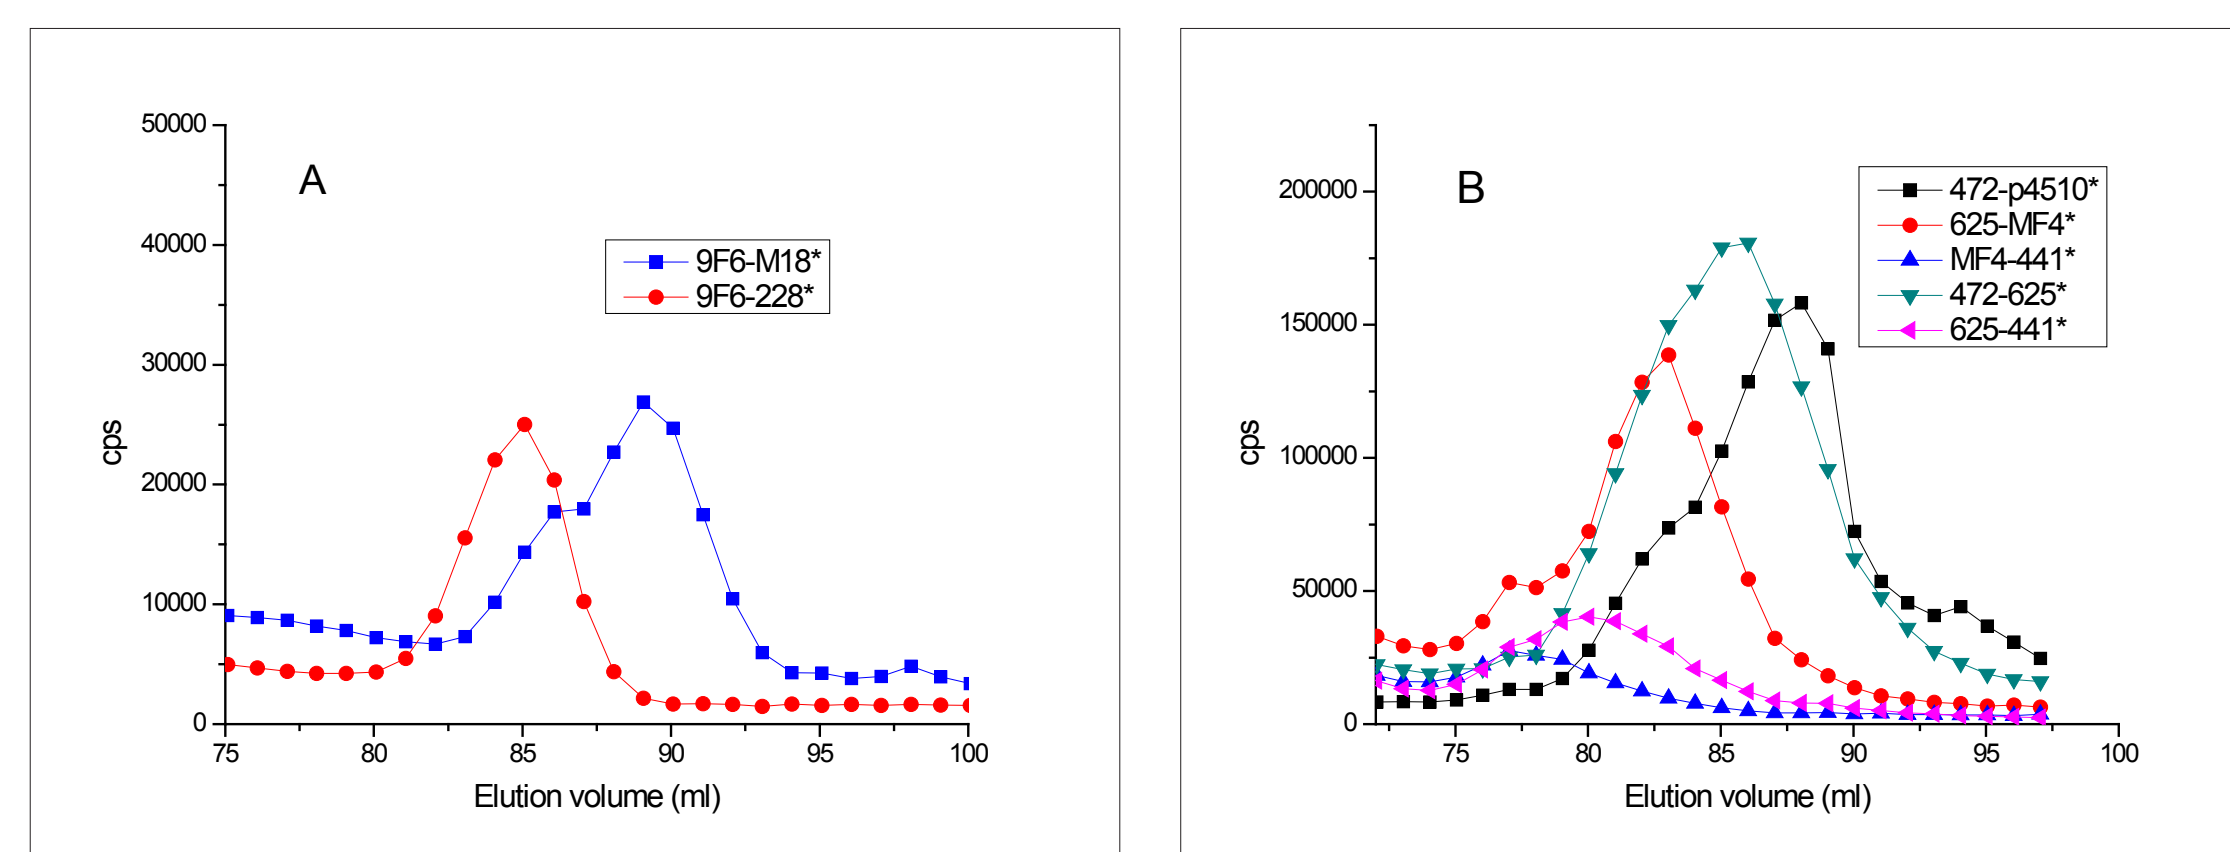 A
50000
40000
30000
20000
10000
0
cps
9F6-M18*
9F6-228*
75 80 85 90 95 100
Elution volume (ml)
B
200000
150000
100000
50000
0
cps
472-p4510*
625-MF4*
MF4-441*
472-625*
625-441*
75 80 85 90 95 100
Elution volume (ml)